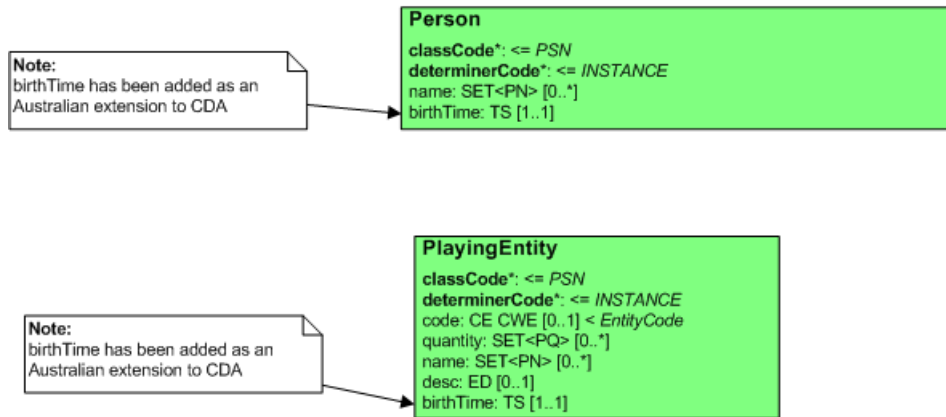 Person
classCode*: <= PSN
determinerCode*: <= INSTANCE
name: SET<PN> [0..*]
birthTime: TS [1..1]
Note:
birthTime has been added as an
Australian extension to CDA
PlayingEntity
classCode*: <= PSN
determinerCode*: <= INSTANCE
code: CE CWE [0..1] < EntityCode
quantity: SET<PQ> [0..*]
name: SET<PN> [0..*]
desc: ED [0..1]
birthTime: TS [1..1]
Note:
birthTime has been added as an
Australian extension to CDA